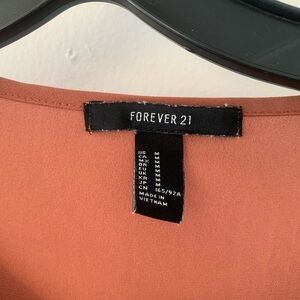 FOREVER 21
US M
CA M
MX M
BR M
EU M
UK M
KR M
JP M
CN 165/92A
MADE IN
VIETNAM